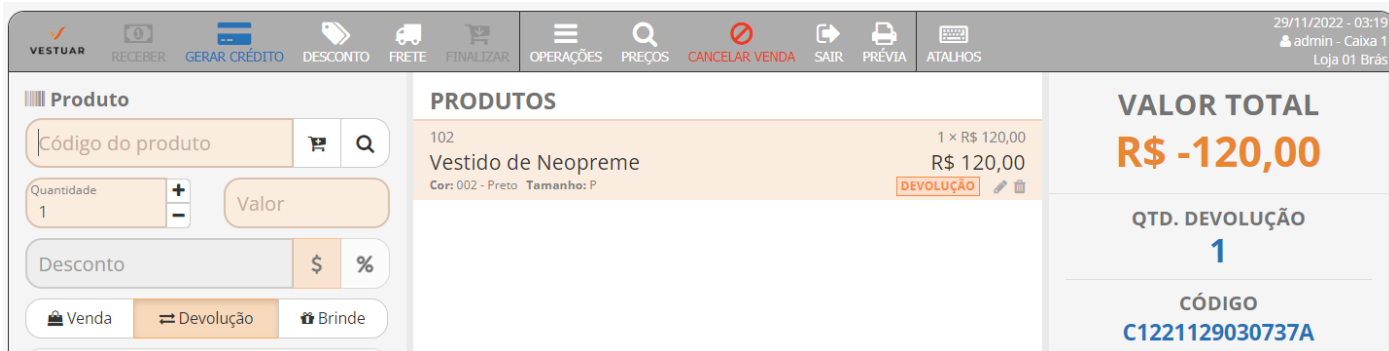 VESTUAR
RECEBER GERAR CRÉDITO DESCONTO FRETE FINALIZAR OPERAÇÕES PREÇOS CANCELAR VENDA SAIR PRÉVIA ATALHOS
29/11/2022 - 03:19
admin - Caixa 1
Loja 01 Brás
Produto
Código do produto
Quantidade
1
Valor
Desconto
$ %
Venda Devolução Brinde
PRODUTOS
102 1 × R$ 120,00
Vestido de Neopreme R$ 120,00
Cor: 002 - Preto Tamanho: P DEVOLUÇÃO
VALOR TOTAL
R$ -120,00
QTD. DEVOLUÇÃO
1
CÓDIGO
C1221129030737A